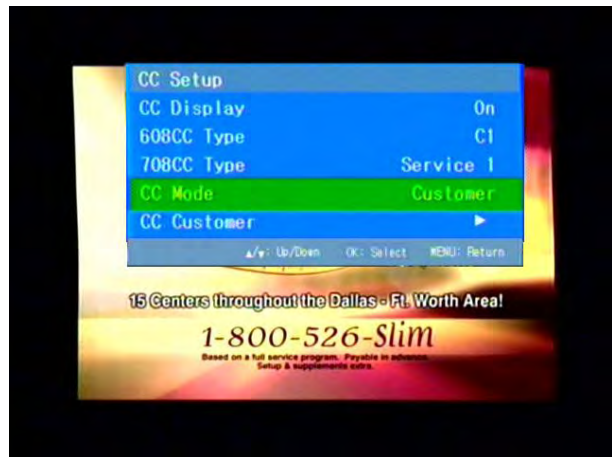 CC Setup
CC Display On
608CC Type C1
708CC Type Service 1
CC Mode Customer
CC Customer ►
▲/▼: Up/Down OK: Select MENU: Return
15 Centers throughout the Dallas - Ft. Worth Area!
1-800-526-Slim
Based on a full service program. Payable in advance.
Setup & supplements extra.